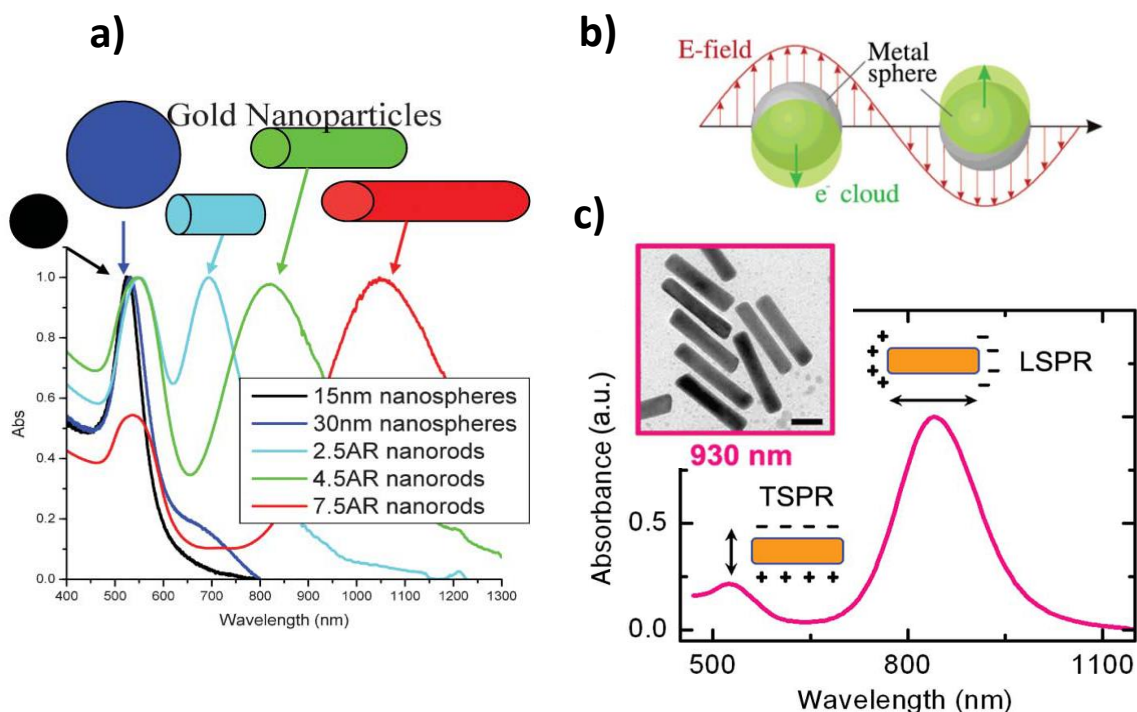 a)
Gold Nanoparticles
1.0
0.8
0.6
0.4
0.2
0.0
Abs
400 500 600 700 800 900 1000 1100 1200 1300
Wavelength (nm)
15nm nanospheres
30nm nanospheres
2.5AR nanorods
4.5AR nanorods
7.5AR nanorods
b)
E-field
Metal
sphere
e- cloud
c)
930 nm
+ + + + +
- - - - -
LSPR
TSPR
- - - -
+ + + +
0.5
0.0
Absorbance (a.u.)
500 800 1100
Wavelength (nm)